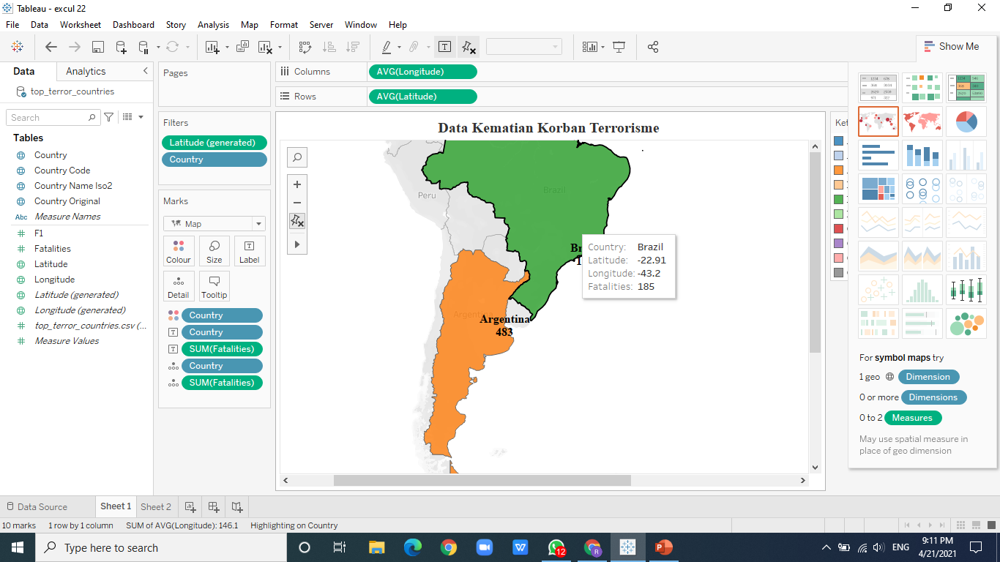 Tableau - excul 22
File Data Worksheet Dashboard Story Analysis Map Format Server Window Help
Show Me
Data Analytics
top_terror_countries
Search
Tables
Country
Country Code
Country Name Iso2
Country Original
Abc Measure Names
F1
Fatalities
Latitude
Longitude
Latitude (generated)
Longitude (generated)
top_terror_countries.csv (...
Measure Values
Pages
Filters
Latitude (generated)
Country
Marks
Map
Colour Size Label
Detail Tooltip
Country
Country
SUM(Fatalities)
Country
SUM(Fatalities)
Columns AVG(Longitude)
Rows AVG(Latitude)
Data Kematian Korban Terrorisme
Peru
Brazil
Country: Brazil
Latitude: -22.91
Longitude: -43.2
Fatalities: 185
Argentina
Argentina
483
Ket
For symbol maps try
1 geo Dimension
0 or more Dimensions
0 to 2 Measures
May use spatial measure in
place of geo dimension
Data Source Sheet 1 Sheet 2
10 marks 1 row by 1 column SUM of AVG(Longitude): 146.1 Highlighting on Country
Type here to search
12
R
ENG
9:11 PM
4/21/2021